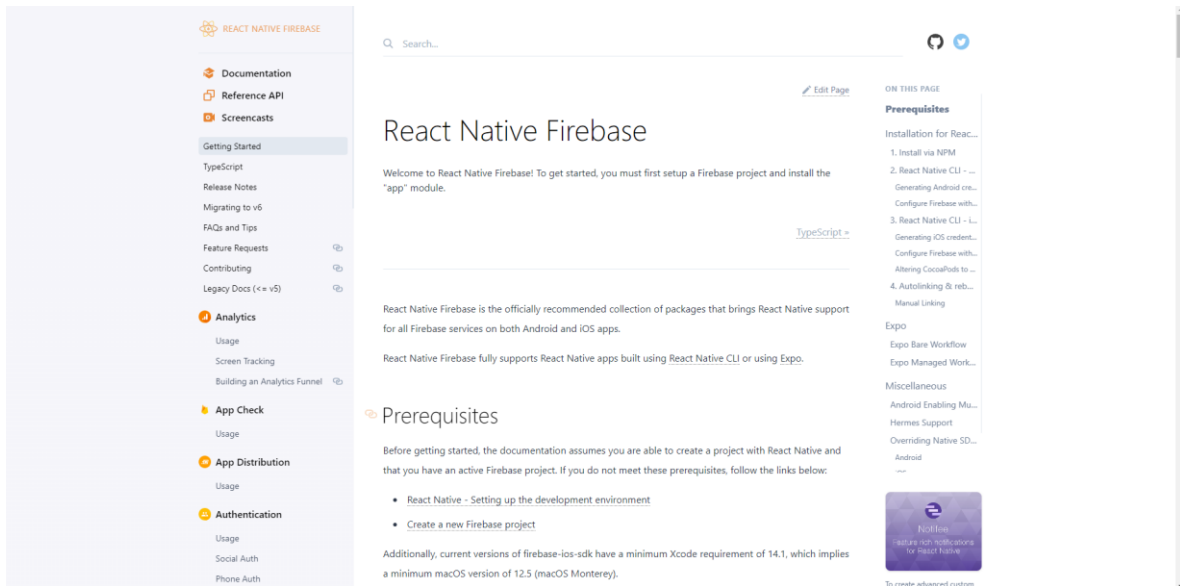 REACT NATIVE FIREBASE
Documentation
Reference API
Screencasts
Getting Started
TypeScript
Release Notes
Migrating to v6
FAQs and Tips
Feature Requests
Contributing
Legacy Docs (<= v5)
Analytics
Usage
Screen Tracking
Building an Analytics Funnel
App Check
Usage
App Distribution
Usage
Authentication
Usage
Social Auth
Phone Auth
Search...
Edit Page
React Native Firebase
Welcome to React Native Firebase! To get started, you must first setup a Firebase project and install the
"app" module.
TypeScript »
React Native Firebase is the officially recommended collection of packages that brings React Native support
for all Firebase services on both Android and iOS apps.
React Native Firebase fully supports React Native apps built using React Native CLI or using Expo.
Prerequisites
Before getting started, the documentation assumes you are able to create a project with React Native and
that you have an active Firebase project. If you do not meet these prerequisites, follow the links below:
• React Native - Setting up the development environment
• Create a new Firebase project
Additionally, current versions of firebase-ios-sdk have a minimum Xcode requirement of 14.1, which implies
a minimum macOS version of 12.5 (macOS Monterey).
ON THIS PAGE
Prerequisites
Installation for Reac...
1. Install via NPM
2. React Native CLI - ...
Generating Android cre...
Configure Firebase with...
3. React Native CLI - i...
Generating iOS credent...
Configure Firebase with...
Altering CocoaPods to ...
4. Autolinking & reb...
Manual Linking
Expo
Expo Bare Workflow
Expo Managed Work...
Miscellaneous
Android Enabling Mu...
Hermes Support
Overriding Native SD...
Android
Notifee
Feature rich notifications
for React Native
To create advanced custom